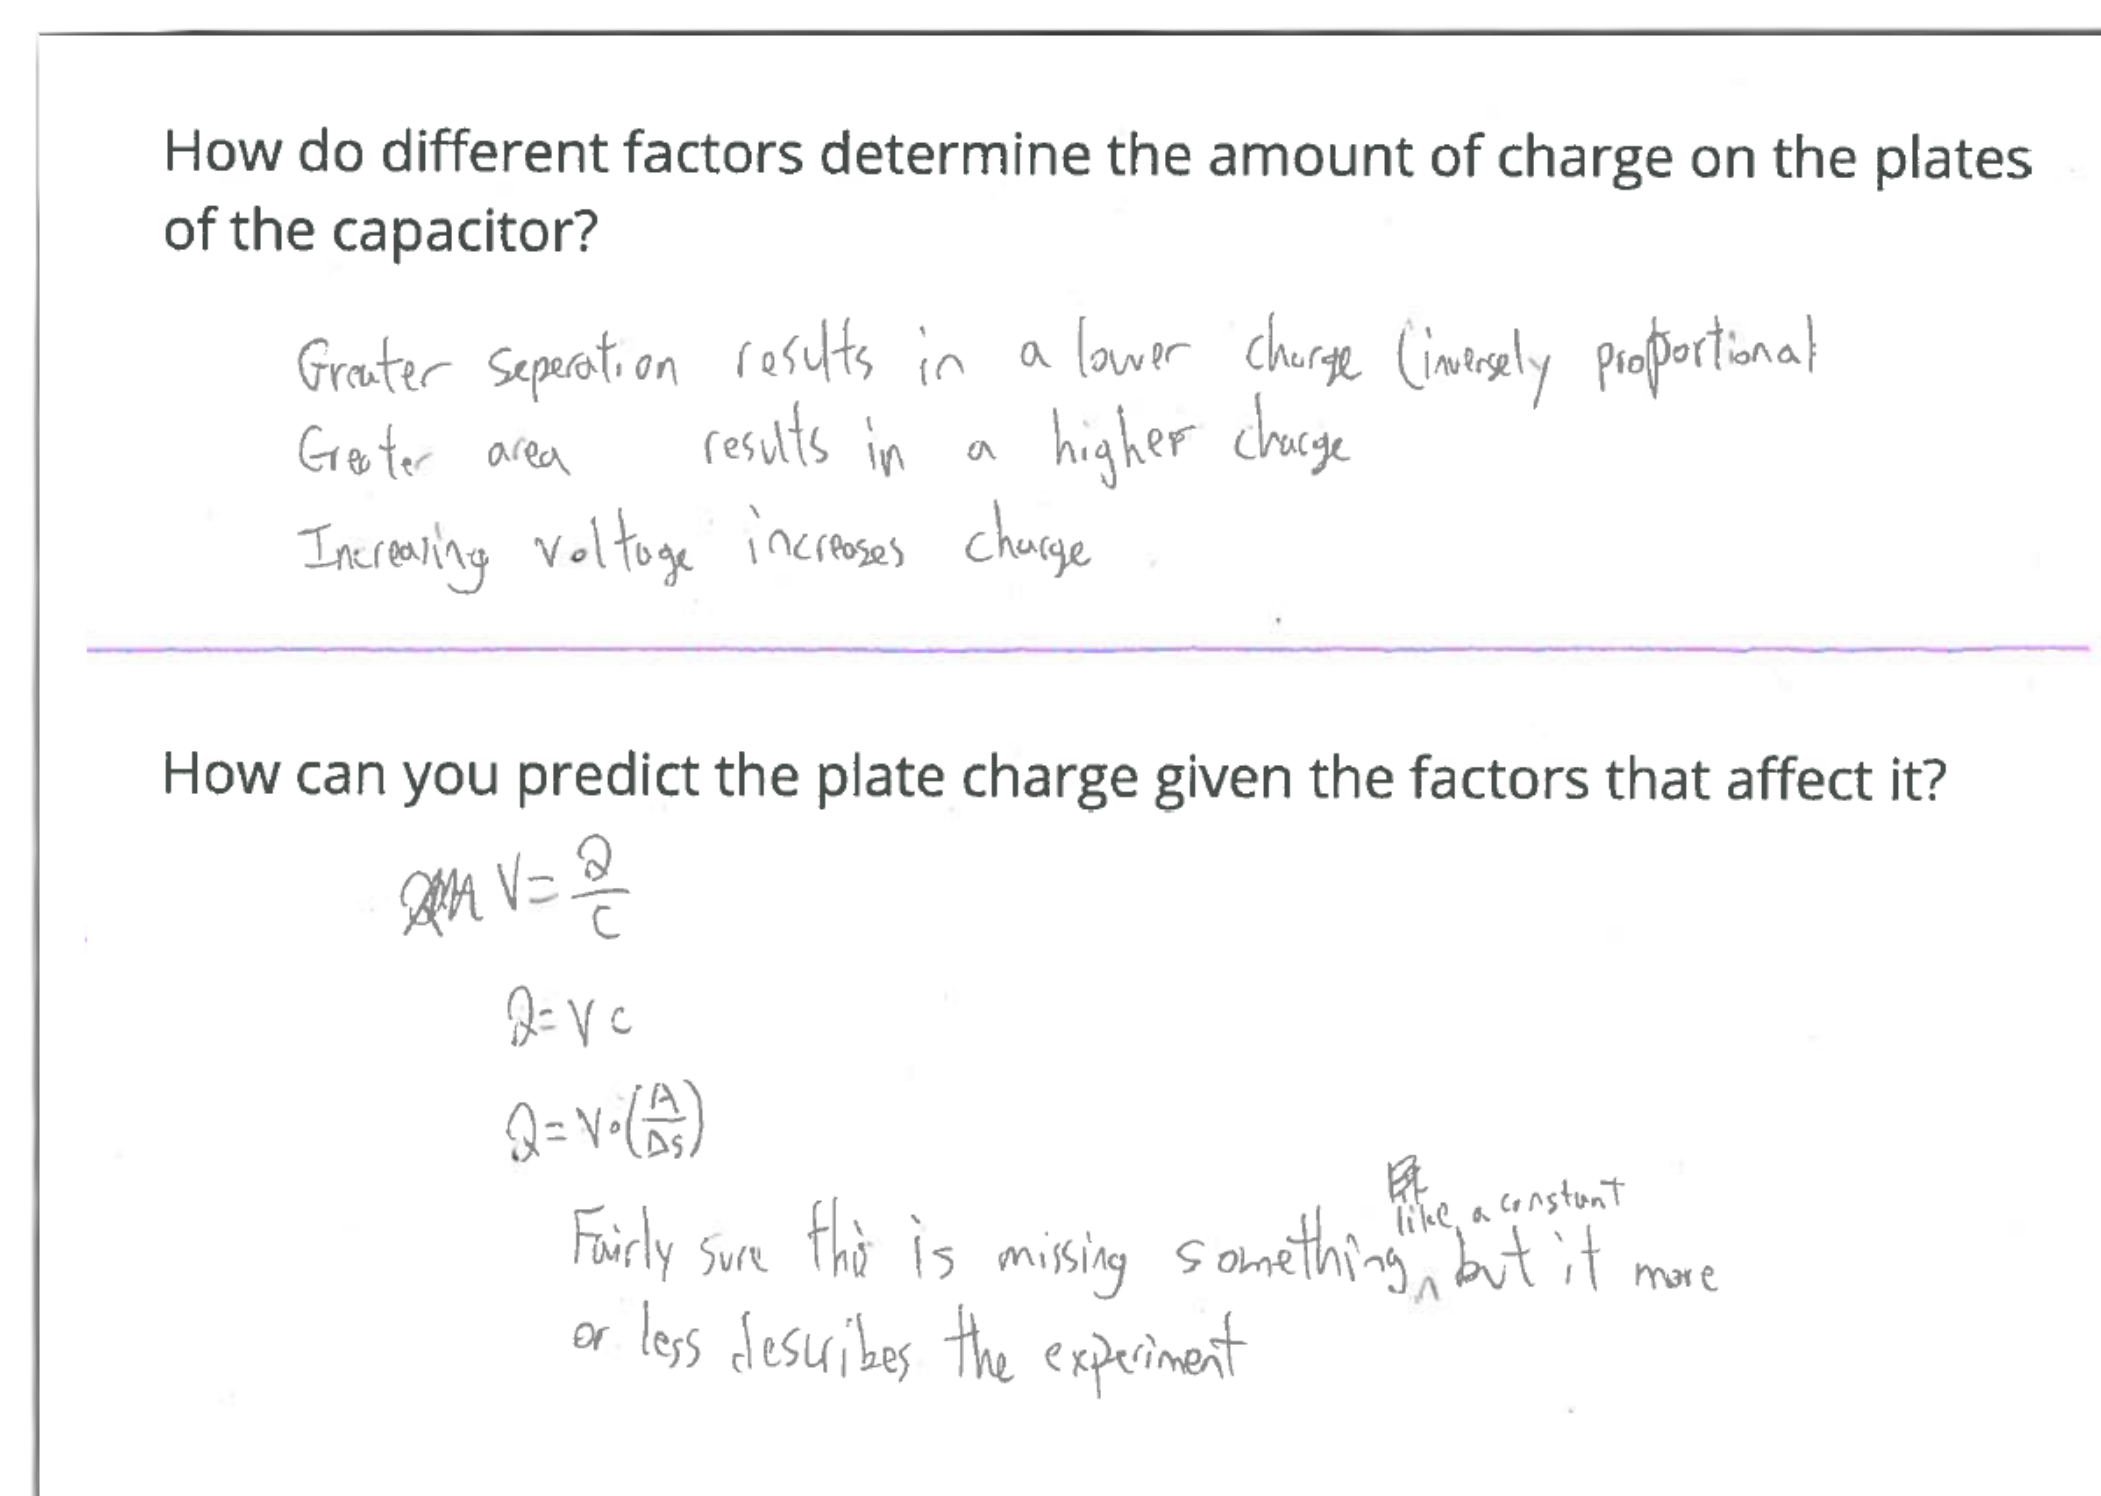 How do different factors determine the amount of charge on the plates
of the capacitor?
Greater seperation results in a lower charge (inversely proportional
Greater area results in a higher charge
Increasing voltage increases charge
How can you predict the plate charge given the factors that affect it?
V = Q/C
Q = VC
Q = V • (A/Δs)
like a constant
Fairly sure this is missing something, ^ but it more
or less describes the experiment